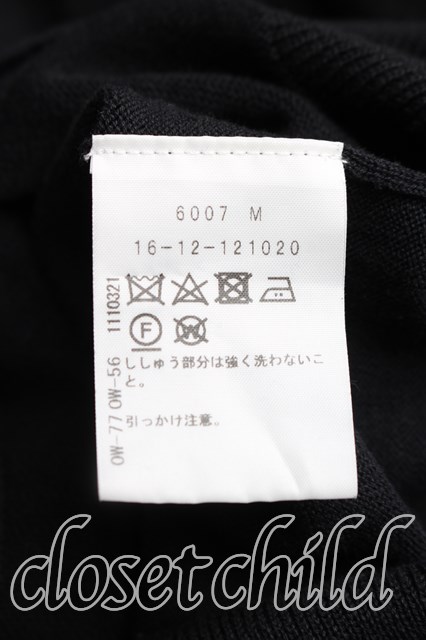 6007 M
16-12-121020
F
W
ししゅう部分は強く洗わないこ
と。
引っかけ注意。
OW-77 OW-56 1110321
closet child